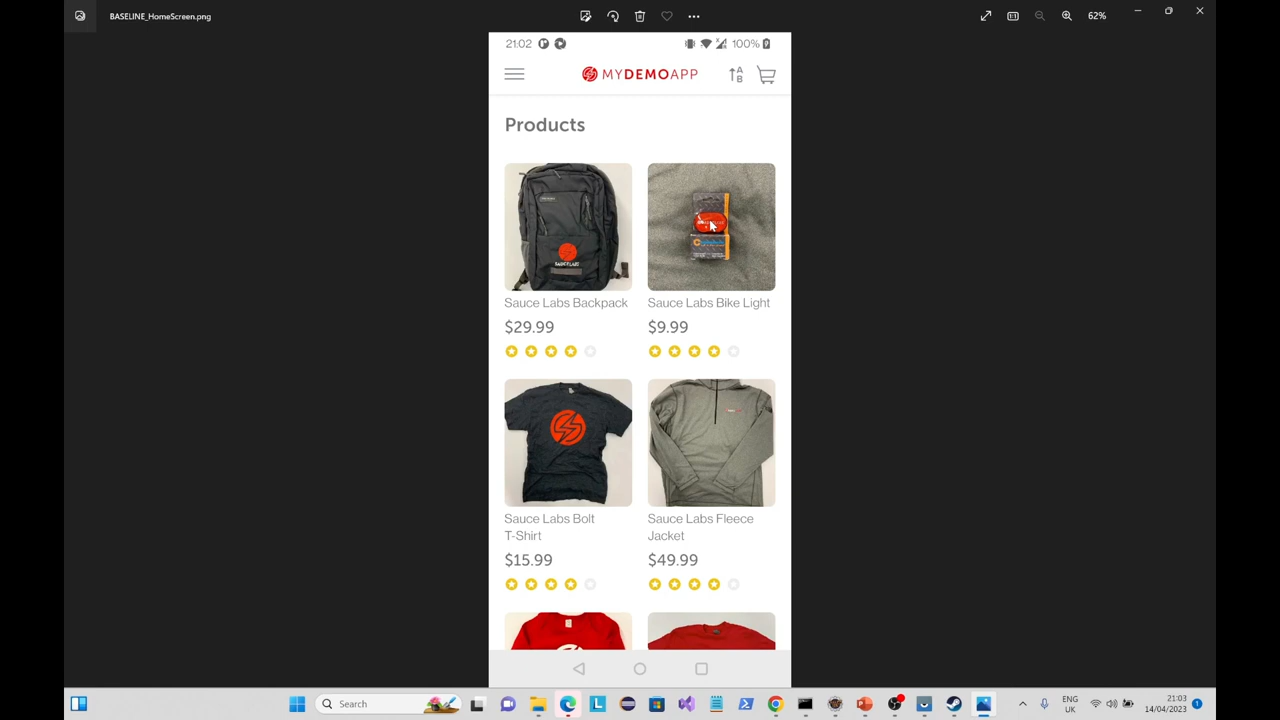 BASELINE_HomeScreen.png
62%
21:02
100%
MYDEMOAPP
A
B
Products
SAUCELABS
Sauce Labs Backpack
Sauce Labs Bike Light
$29.99
$9.99
Sauce Labs Bolt
T-Shirt
Sauce Labs Fleece
Jacket
$15.99
$49.99
Search
ENG
UK
21:03
14/04/2023